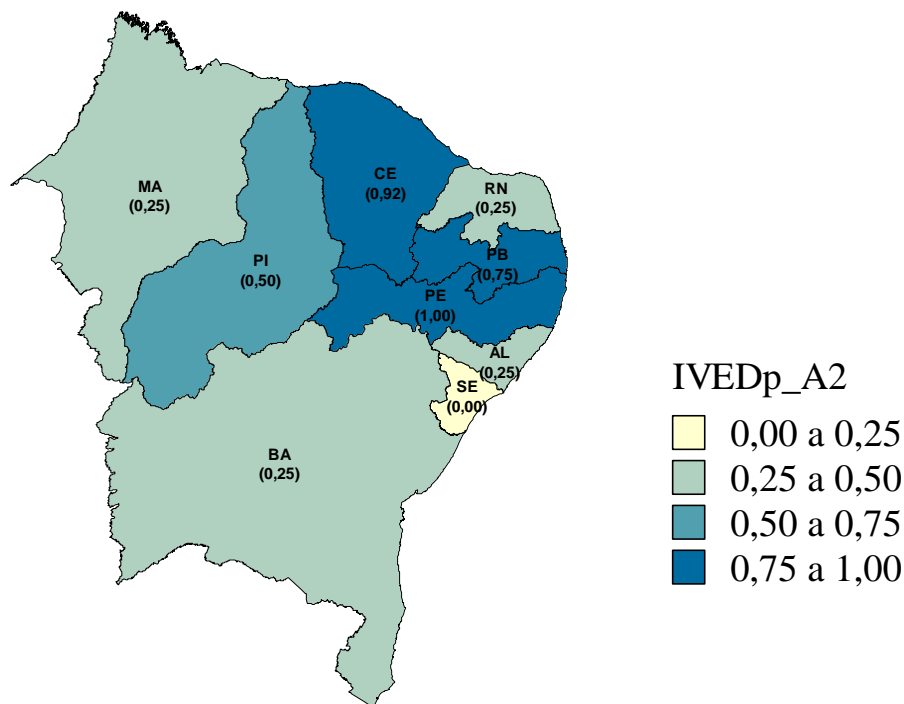 CE
(0,92)
MA
(0,25)
RN
(0,25)
PI
(0,50)
PB
(0,75)
PE
(1,00)
AL
(0,25)
SE
(0,00)
BA
(0,25)
IVEDp_A2
0,00 a 0,25
0,25 a 0,50
0,50 a 0,75
0,75 a 1,00